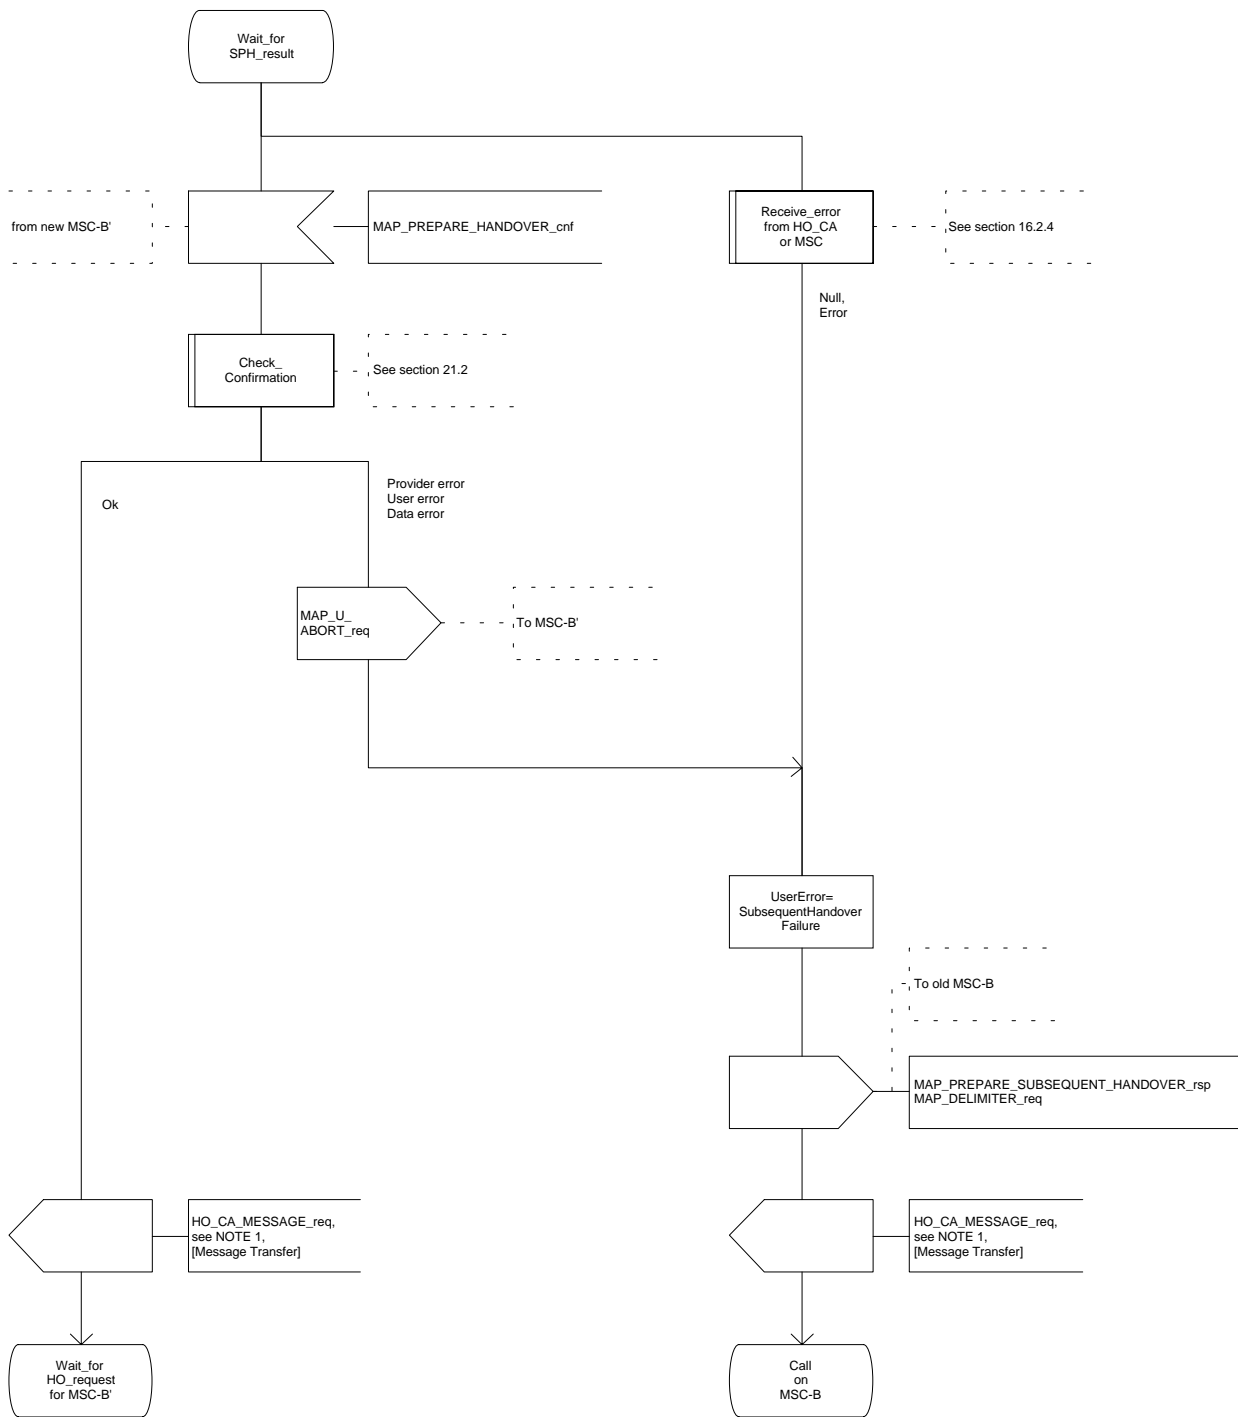 Wait_for
SPH_result
from new MSC-B'
MAP_PREPARE_HANDOVER_cnf
Receive_error
from HO_CA
or MSC
See section 16.2.4
Null,
Error
Check_
Confirmation
See section 21.2
Ok
Provider error
User error
Data error
MAP_U_
ABORT_req
To MSC-B'
UserError=
SubsequentHandover
Failure
To old MSC-B
MAP_PREPARE_SUBSEQUENT_HANDOVER_rsp
MAP_DELIMITER_req
HO_CA_MESSAGE_req,
see NOTE 1,
[Message Transfer]
HO_CA_MESSAGE_req,
see NOTE 1,
[Message Transfer]
Wait_for
HO_request
for MSC-B'
Call
on
MSC-B